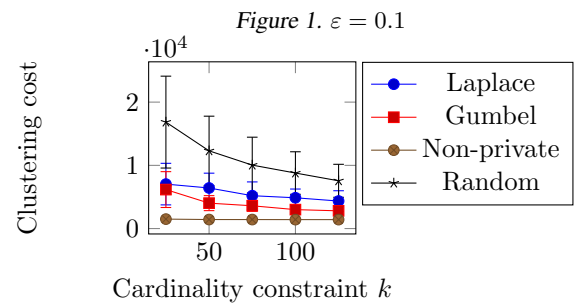 Figure 1. ε = 0.1
·10⁴
2
1
0
50
100
Clustering cost
Cardinality constraint k
Laplace
Gumbel
Non-private
Random